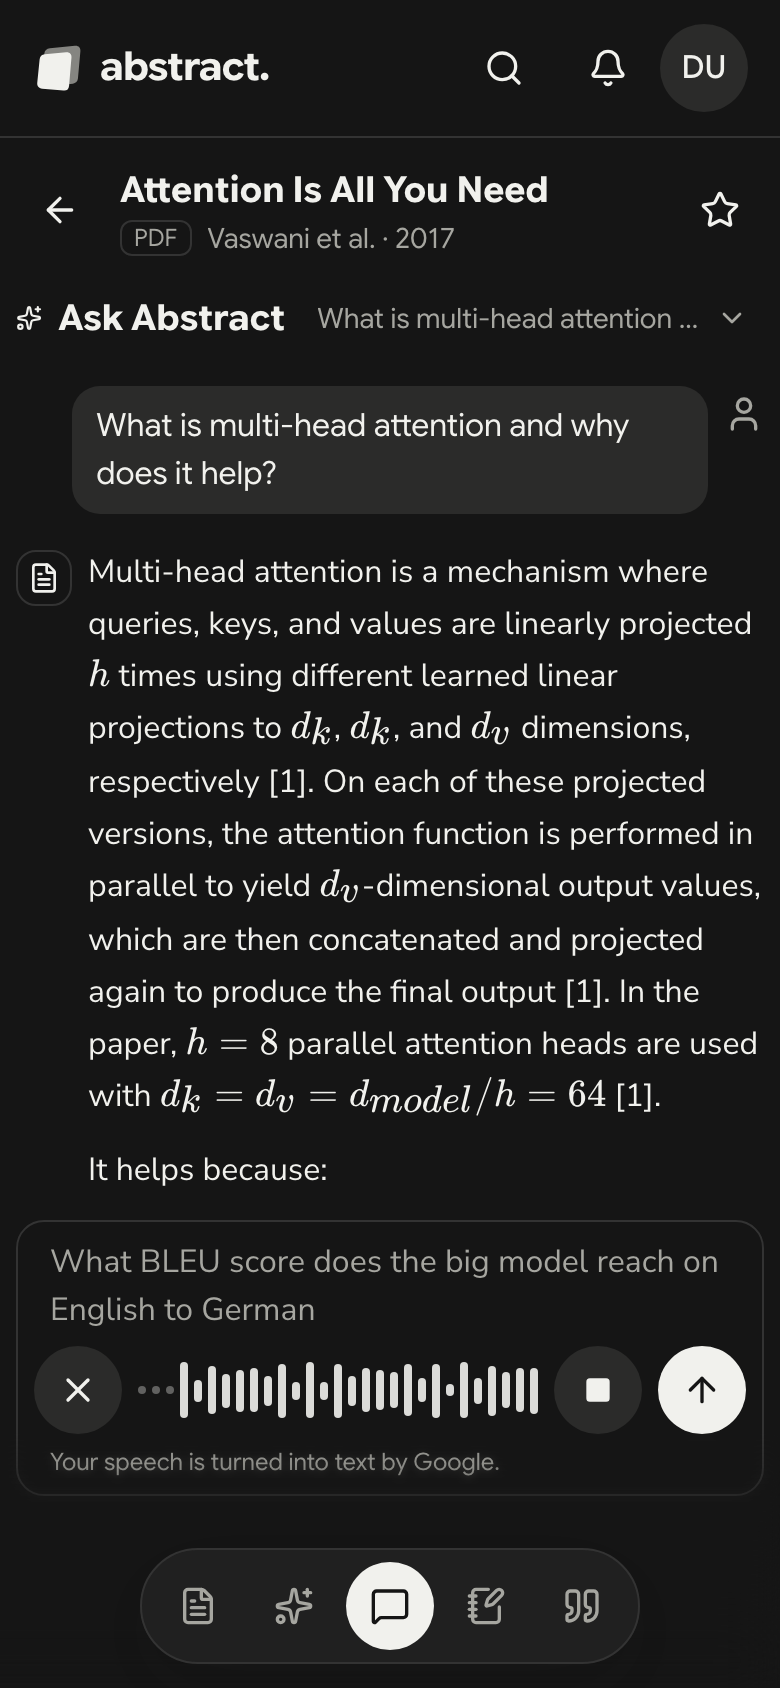 abstract.
DU
Attention Is All You Need
PDF Vaswani et al. · 2017
Ask Abstract What is multi-head attention ...
What is multi-head attention and why
does it help?
Multi-head attention is a mechanism where
queries, keys, and values are linearly projected
h times using different learned linear
projections to dk, dk, and dv dimensions,
respectively [1]. On each of these projected
versions, the attention function is performed in
parallel to yield dv-dimensional output values,
which are then concatenated and projected
again to produce the final output [1]. In the
paper, h = 8 parallel attention heads are used
with dk = dv = dmodel/h = 64 [1].
It helps because:
What BLEU score does the big model reach on
English to German
Your speech is turned into text by Google.